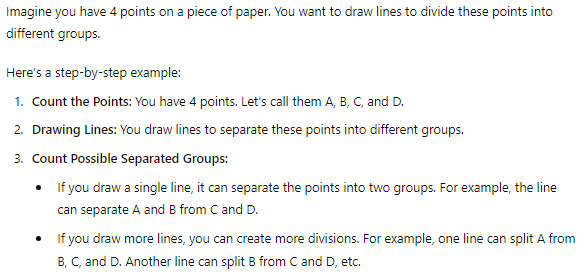 Imagine you have 4 points on a piece of paper. You want to draw lines to divide these points into
different groups.
Here's a step-by-step example:
1. Count the Points: You have 4 points. Let's call them A, B, C, and D.
2. Drawing Lines: You draw lines to separate these points into different groups.
3. Count Possible Separated Groups:
• If you draw a single line, it can separate the points into two groups. For example, the line
can separate A and B from C and D.
• If you draw more lines, you can create more divisions. For example, one line can split A from
B, C, and D. Another line can split B from C and D, etc.